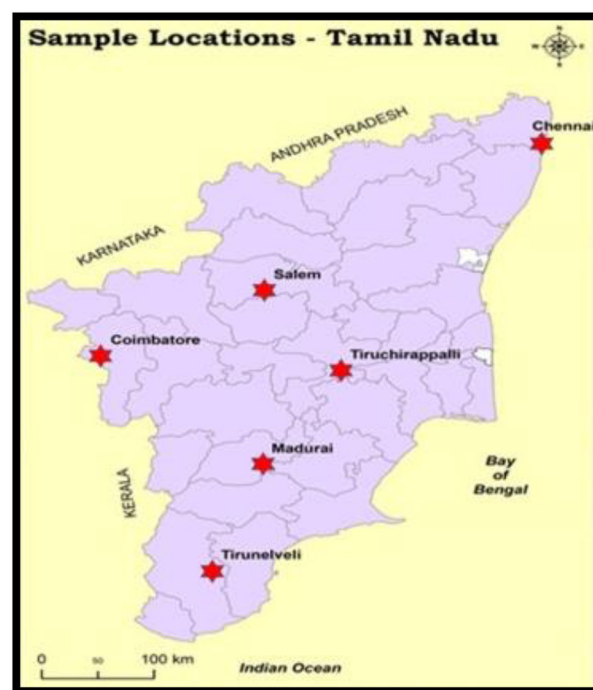 Sample Locations - Tamil Nadu
N
W
E
S
Chennai
ANDHRA PRADESH
KARNATAKA
Salem
Coimbatore
Tiruchirappalli
Madurai
Bay
of
Bengal
KERALA
Tirunelveli
0 50 100 km
Indian Ocean